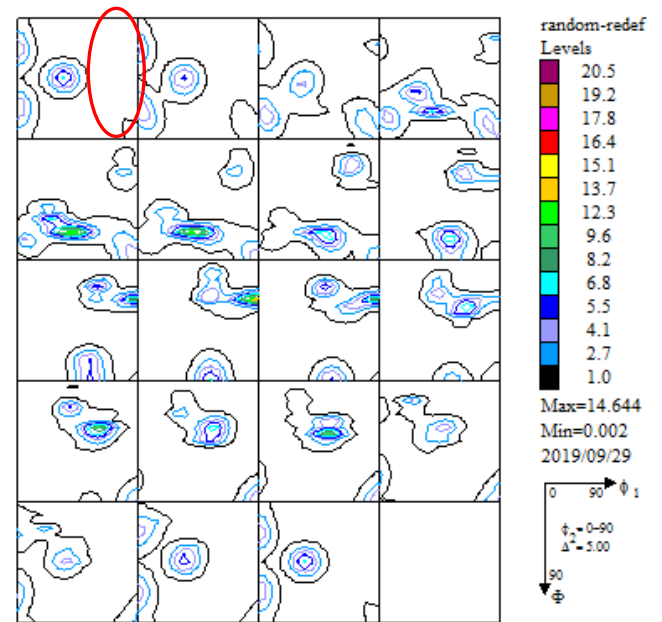 random-redef
Levels
20.5
19.2
17.8
16.4
15.1
13.7
12.3
9.6
8.2
6.8
5.5
4.1
2.7
1.0
Max=14.644
Min=0.002
2019/09/29
0 90 ϕ 1
ϕ2= 0-90
Δ = 5.00
90
Φ